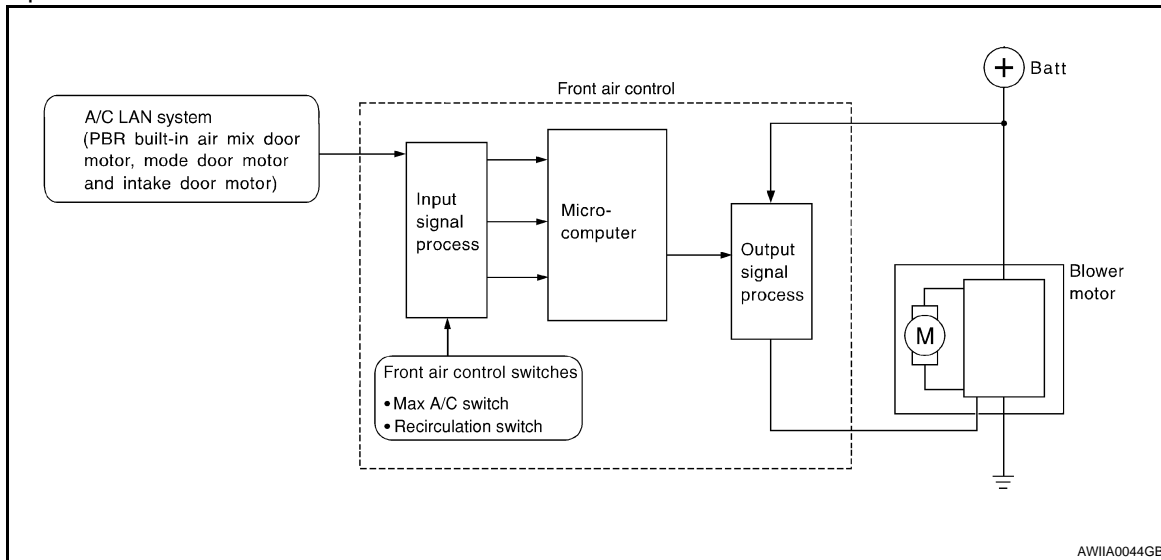 Front air control
+ Batt
A/C LAN system
(PBR built-in air mix door
motor, mode door motor
and intake door motor)
Input
signal
process
Micro-
computer
Output
signal
process
Blower
motor
M
Front air control switches
• Max A/C switch
• Recirculation switch